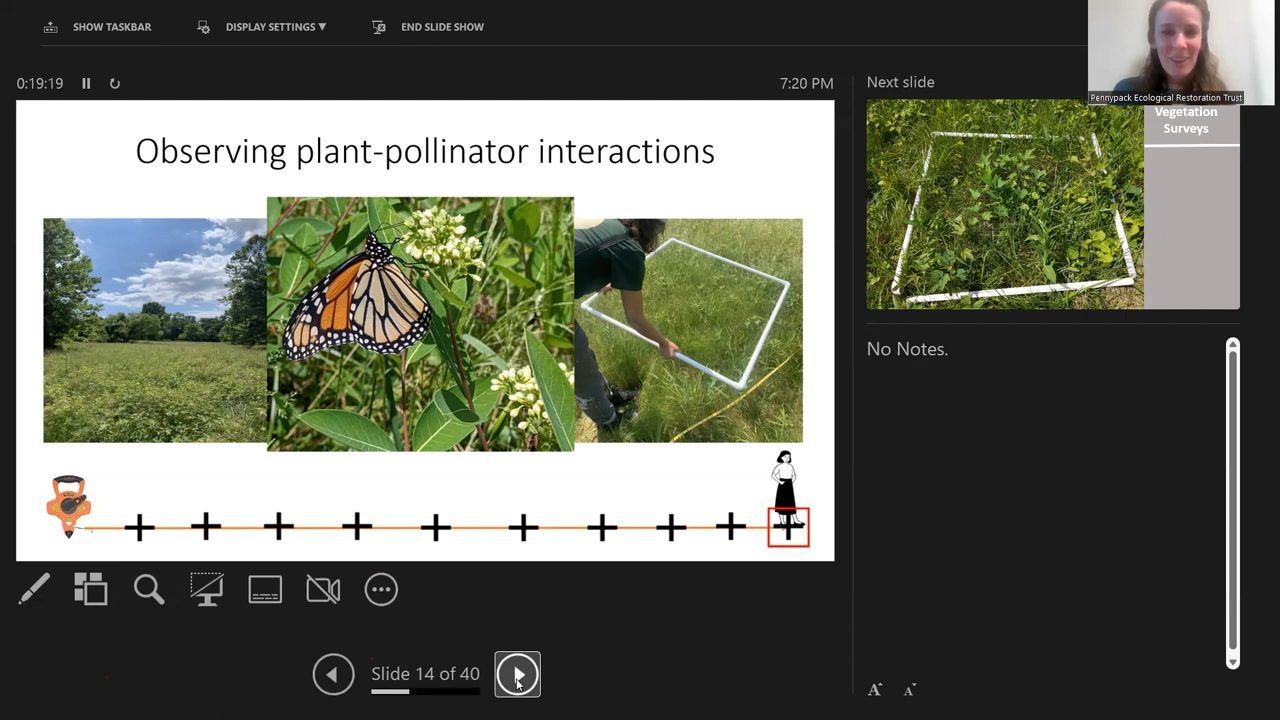 SHOW TASKBAR
DISPLAY SETTINGS ▼
END SLIDE SHOW
0:19:19
7:20 PM
Next slide
Pennypack Ecological Restoration Trust
Observing plant-pollinator interactions
Vegetation
Surveys
No Notes.
Slide 14 of 40
A
A